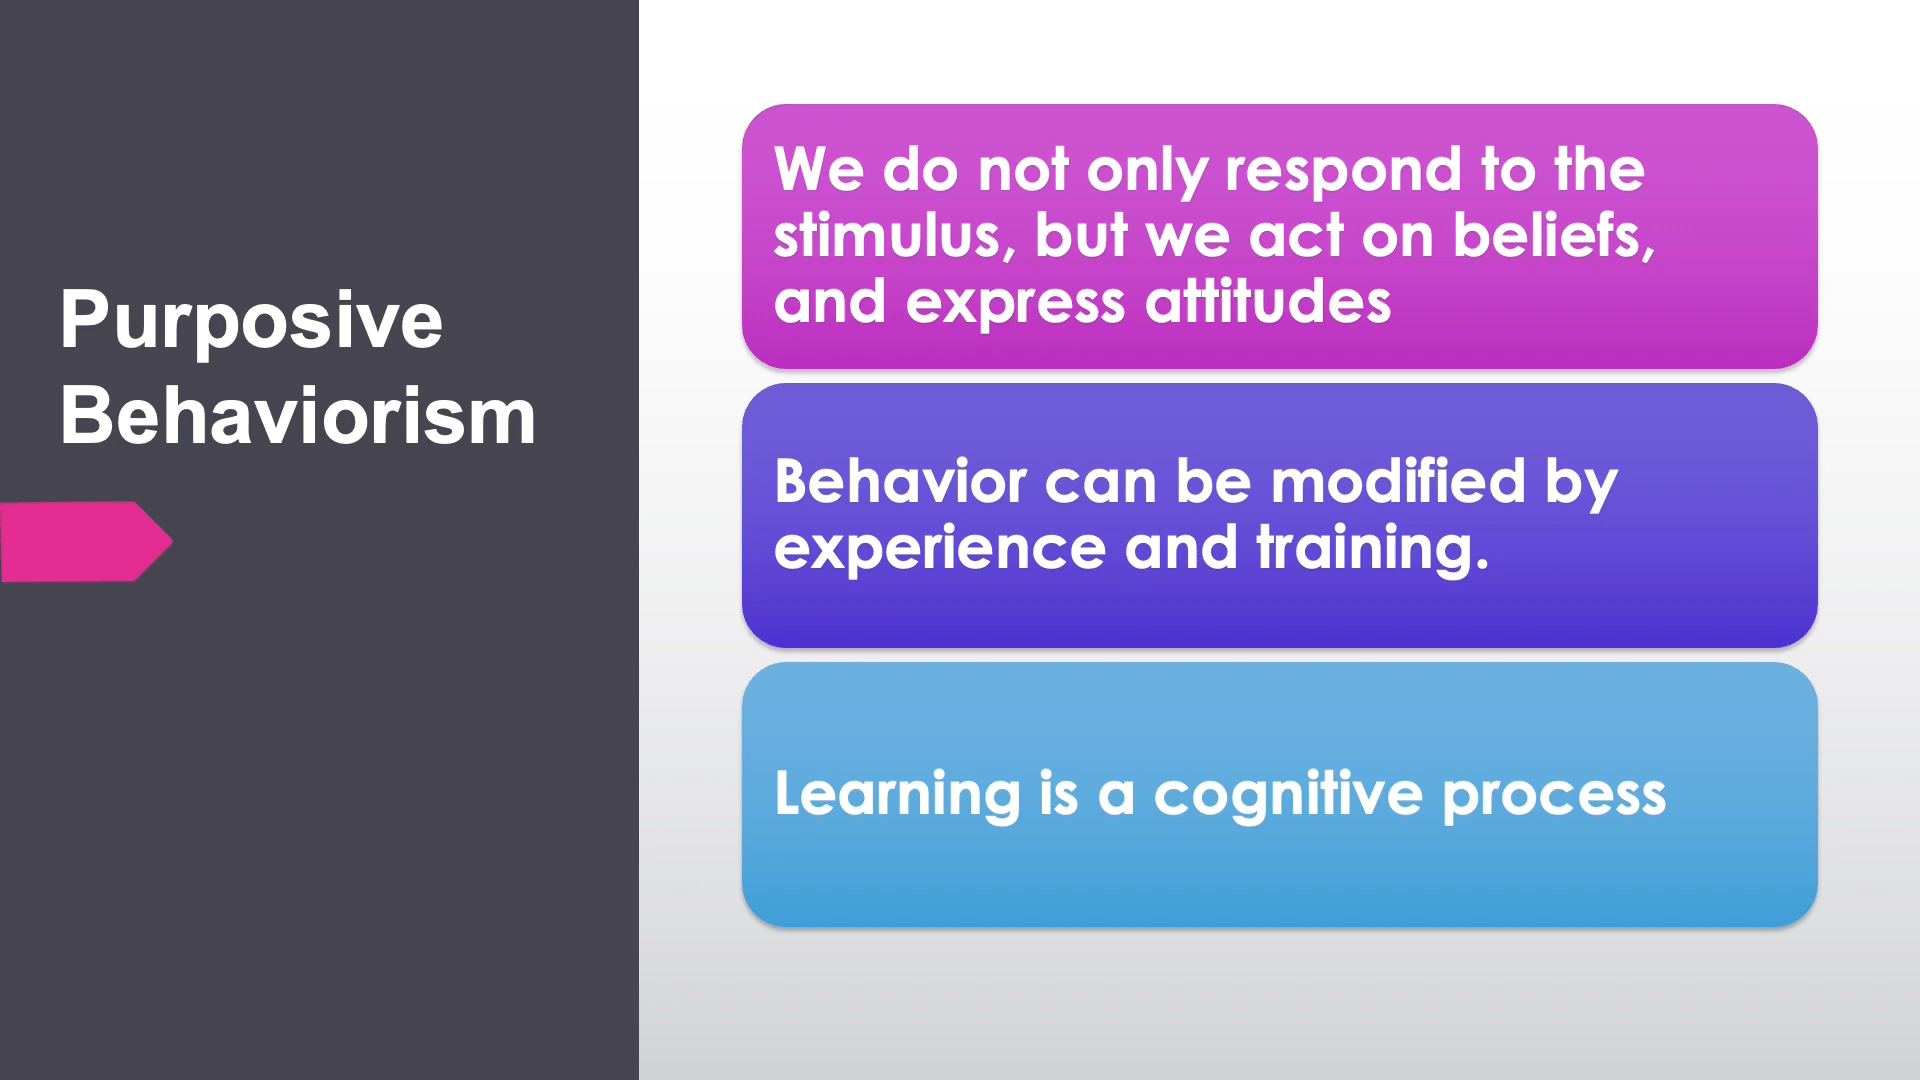 Purposive
Behaviorism
We do not only respond to the
stimulus, but we act on beliefs,
and express attitudes
Behavior can be modified by
experience and training.
Learning is a cognitive process